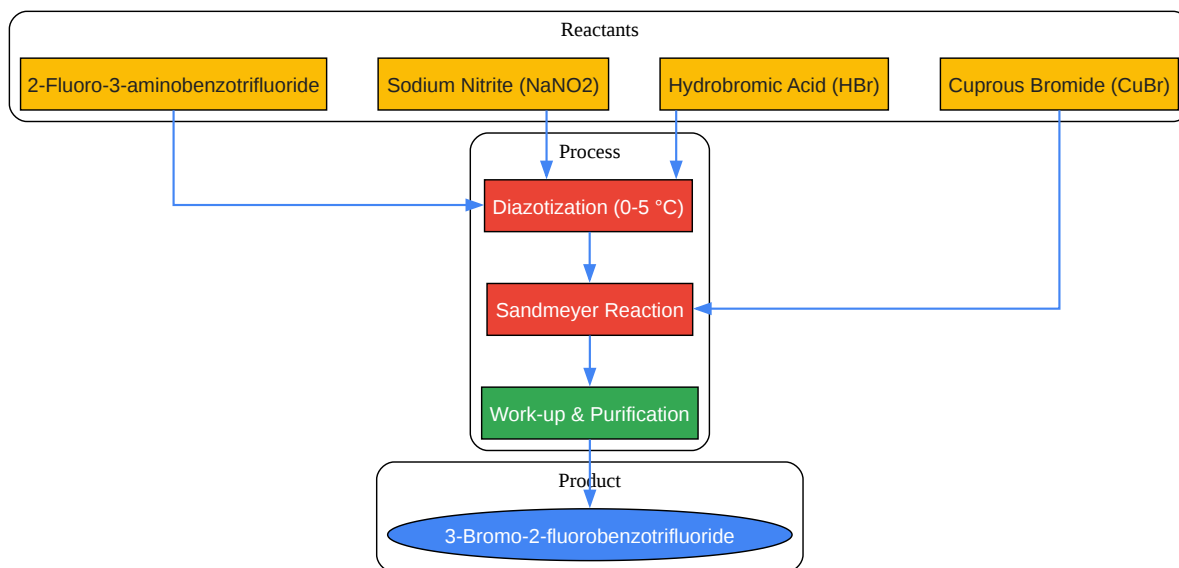 Reactants
2-Fluoro-3-aminobenzotrifluoride
Sodium Nitrite (NaNO2)
Hydrobromic Acid (HBr)
Cuprous Bromide (CuBr)
Process
Diazotization (0-5 °C)
Sandmeyer Reaction
Work-up & Purification
Product
3-Bromo-2-fluorobenzotrifluoride